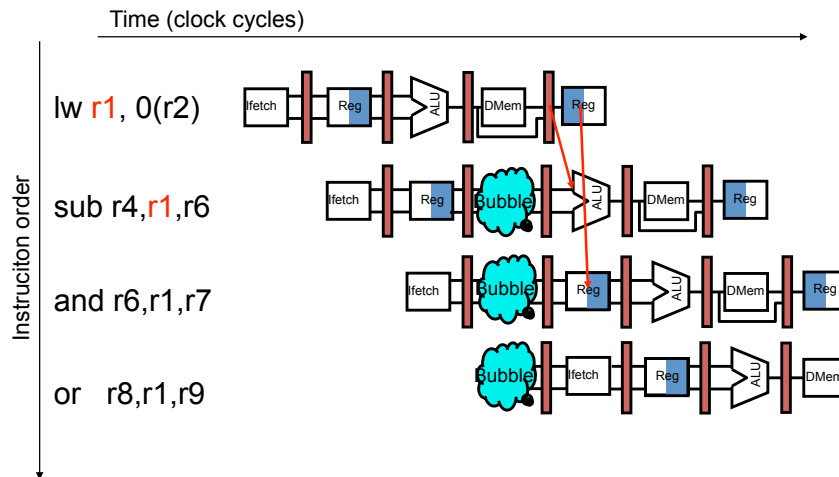 Time (clock cycles)
Instruciton order
lw r1, 0(r2)
Ifetch Reg ALU DMem Reg
sub r4,r1,r6
Ifetch Reg Bubble ALU DMem Reg
and r6,r1,r7
Ifetch Bubble Reg ALU DMem Reg
or r8,r1,r9
Bubble Ifetch Reg ALU DMem